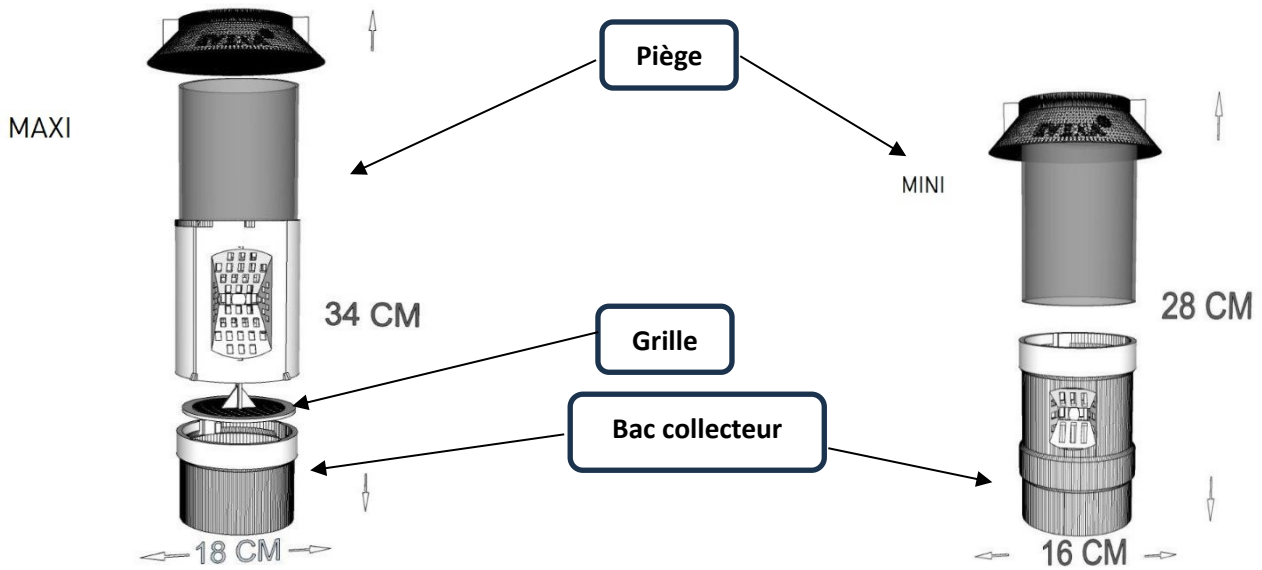 Piège
MAXI
MINI
34 CM
28 CM
Grille
Bac collecteur
18 CM
16 CM